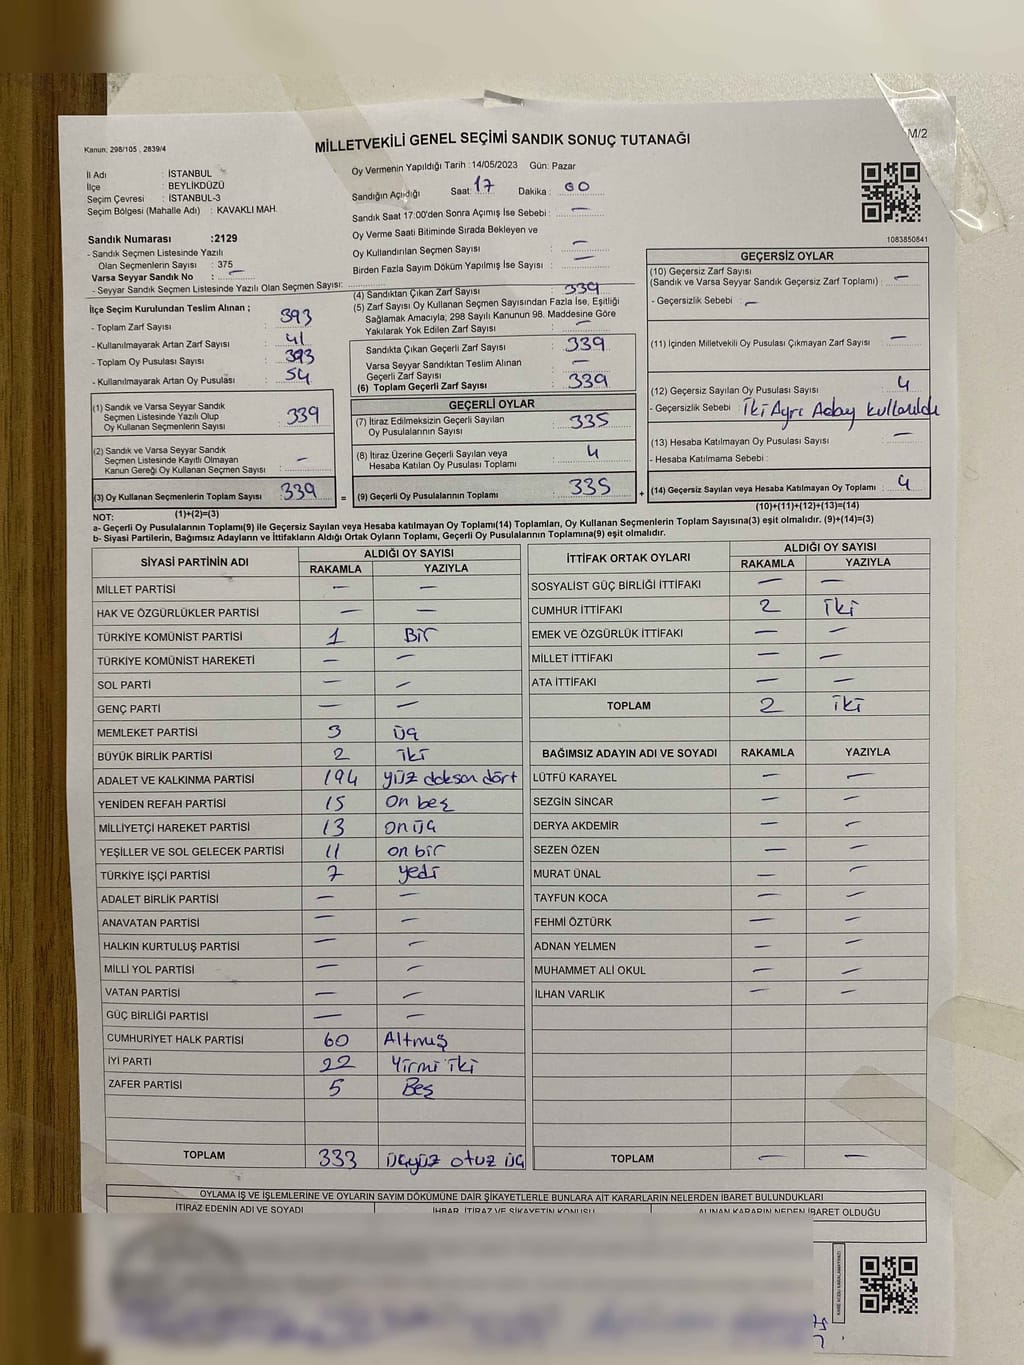 M/2
Kanun: 298/105 , 2839/4
MİLLETVEKİLİ GENEL SEÇİMİ SANDIK SONUÇ TUTANAĞI
İl Adı : İSTANBUL
İlçe : BEYLİKDÜZÜ
Seçim Çevresi : İSTANBUL-3
Seçim Bölgesi (Mahalle Adı) : KAVAKLI MAH.
Sandık Numarası :2129
- Sandık Seçmen Listesinde Yazılı
Olan Seçmenlerin Sayısı : 375
Varsa Seyyar Sandık No : —
- Seyyar Sandık Seçmen Listesinde Yazılı Olan Seçmen Sayısı:
İlçe Seçim Kurulundan Teslim Alınan ;
- Toplam Zarf Sayısı : 393
- Kullanılmayarak Artan Zarf Sayısı : 41
- Toplam Oy Pusulası Sayısı : 393
- Kullanılmayarak Artan Oy Pusulası : 54
(1) Sandık ve Varsa Seyyar Sandık
Seçmen Listesinde Yazılı Olup
Oy Kullanan Seçmenlerin Sayısı : 339
(2) Sandık ve Varsa Seyyar Sandık
Seçmen Listesinde Kayıtlı Olmayan
Kanun Gereği Oy Kullanan Seçmen Sayısı : —
(3) Oy Kullanan Seçmenlerin Toplam Sayısı : 339
(1)+(2)=(3)
Oy Vermenin Yapıldığı Tarih :14/05/2023 Gün: Pazar
Sandığın Açıldığı Saat: 17 Dakika : 00
Sandık Saat 17:00'den Sonra Açımış İse Sebebi : —
Oy Verme Saati Bitiminde Sırada Bekleyen ve
Oy Kullandırılan Seçmen Sayısı : —
Birden Fazla Sayım Döküm Yapılmış İse Sayısı : —
(4) Sandıktan Çıkan Zarf Sayısı : 339
(5) Zarf Sayısı Oy Kullanan Seçmen Sayısından Fazla İse, Eşitliği
Sağlamak Amacıyla, 298 Sayılı Kanunun 98. Maddesine Göre
Yakılarak Yok Edilen Zarf Sayısı : —
Sandıkta Çıkan Geçerli Zarf Sayısı : 339
Varsa Seyyar Sandıktan Teslim Alınan
Geçerli Zarf Sayısı : —
(6) Toplam Geçerli Zarf Sayısı : 339
GEÇERLİ OYLAR
(7) İtiraz Edilmeksizin Geçerli Sayılan
Oy Pusulalarının Sayısı : 335
(8) İtiraz Üzerine Geçerli Sayılan veya
Hesaba Katılan Oy Pusulası Toplamı : 4
= (9) Geçerli Oy Pusulalarının Toplamı : 335
1083850841
GEÇERSİZ OYLAR
(10) Geçersiz Zarf Sayısı
(Sandık ve Varsa Seyyar Sandık Geçersiz Zarf Toplamı) : —
- Geçersizlik Sebebi : —
(11) İçinden Milletvekili Oy Pusulası Çıkmayan Zarf Sayısı : —
(12) Geçersiz Sayılan Oy Pusulası Sayısı : 4
- Geçersizlik Sebebi : İki Ayrı Aday kullanıldı
(13) Hesaba Katılmayan Oy Pusulası Sayısı : —
- Hesaba Katılmama Sebebi :
+ (14) Geçersiz Sayılan veya Hesaba Katılmayan Oy Toplamı : 4
(10)+(11)+(12)+(13)=(14)
NOT:
a- Geçerli Oy Pusulalarının Toplamı(9) ile Geçersiz Sayılan veya Hesaba katılmayan Oy Toplamı(14) Toplamları, Oy Kullanan Seçmenlerin Toplam Sayısına(3) eşit olmalıdır. (9)+(14)=(3)
b- Siyasi Partilerin, Bağımsız Adayların ve İttifakların Aldığı Ortak Oyların Toplamı, Geçerli Oy Pusulalarının Toplamına(9) eşit olmalıdır.
SİYASİ PARTİNİN ADI ALDIĞI OY SAYISI
RAKAMLA YAZIYLA
MİLLET PARTİSİ — —
HAK VE ÖZGÜRLÜKLER PARTİSİ — —
TÜRKİYE KOMÜNİST PARTİSİ 1 Bir
TÜRKİYE KOMÜNİST HAREKETİ — —
SOL PARTİ — —
GENÇ PARTİ — —
MEMLEKET PARTİSİ 3 üç
BÜYÜK BİRLİK PARTİSİ 2 iki
ADALET VE KALKINMA PARTİSİ 194 yüz doksan dört
YENİDEN REFAH PARTİSİ 15 on beş
MİLLİYETÇİ HAREKET PARTİSİ 13 on üç
YEŞİLLER VE SOL GELECEK PARTİSİ 11 on bir
TÜRKİYE İŞÇİ PARTİSİ 7 yedi
ADALET BİRLİK PARTİSİ — —
ANAVATAN PARTİSİ — —
HALKIN KURTULUŞ PARTİSİ — —
MİLLİ YOL PARTİSİ — —
VATAN PARTİSİ — —
GÜÇ BİRLİĞİ PARTİSİ — —
CUMHURİYET HALK PARTİSİ 60 Altmış
İYİ PARTİ 22 Yirmi iki
ZAFER PARTİSİ 5 Beş
TOPLAM 333 üçyüz otuz üç
İTTİFAK ORTAK OYLARI ALDIĞI OY SAYISI
RAKAMLA YAZIYLA
SOSYALİST GÜÇ BİRLİĞİ İTTİFAKI — —
CUMHUR İTTİFAKI 2 iki
EMEK VE ÖZGÜRLÜK İTTİFAKI — —
MİLLET İTTİFAKI — —
ATA İTTİFAKI — —
TOPLAM 2 iki
BAĞIMSIZ ADAYIN ADI VE SOYADI RAKAMLA YAZIYLA
LÜTFÜ KARAYEL — —
SEZGİN SİNCAR — —
DERYA AKDEMİR — —
SEZEN ÖZEN — —
MURAT ÜNAL — —
TAYFUN KOCA — —
FEHMİ ÖZTÜRK — —
ADNAN YELMEN — —
MUHAMMET ALİ OKUL — —
İLHAN VARLIK — —
TOPLAM — —
OYLAMA İŞ VE İŞLEMLERİNE VE OYLARIN SAYIM DÖKÜMÜNE DAİR ŞİKAYETLERLE BUNLARA AİT KARARLARIN NELERDEN İBARET BULUNDUKLARI
İTİRAZ EDENİN ADI VE SOYADI İHBAR, İTİRAZ VE ŞİKAYETİN KONUSU ALINAN KARARIN NEDEN İBARET OLDUĞU